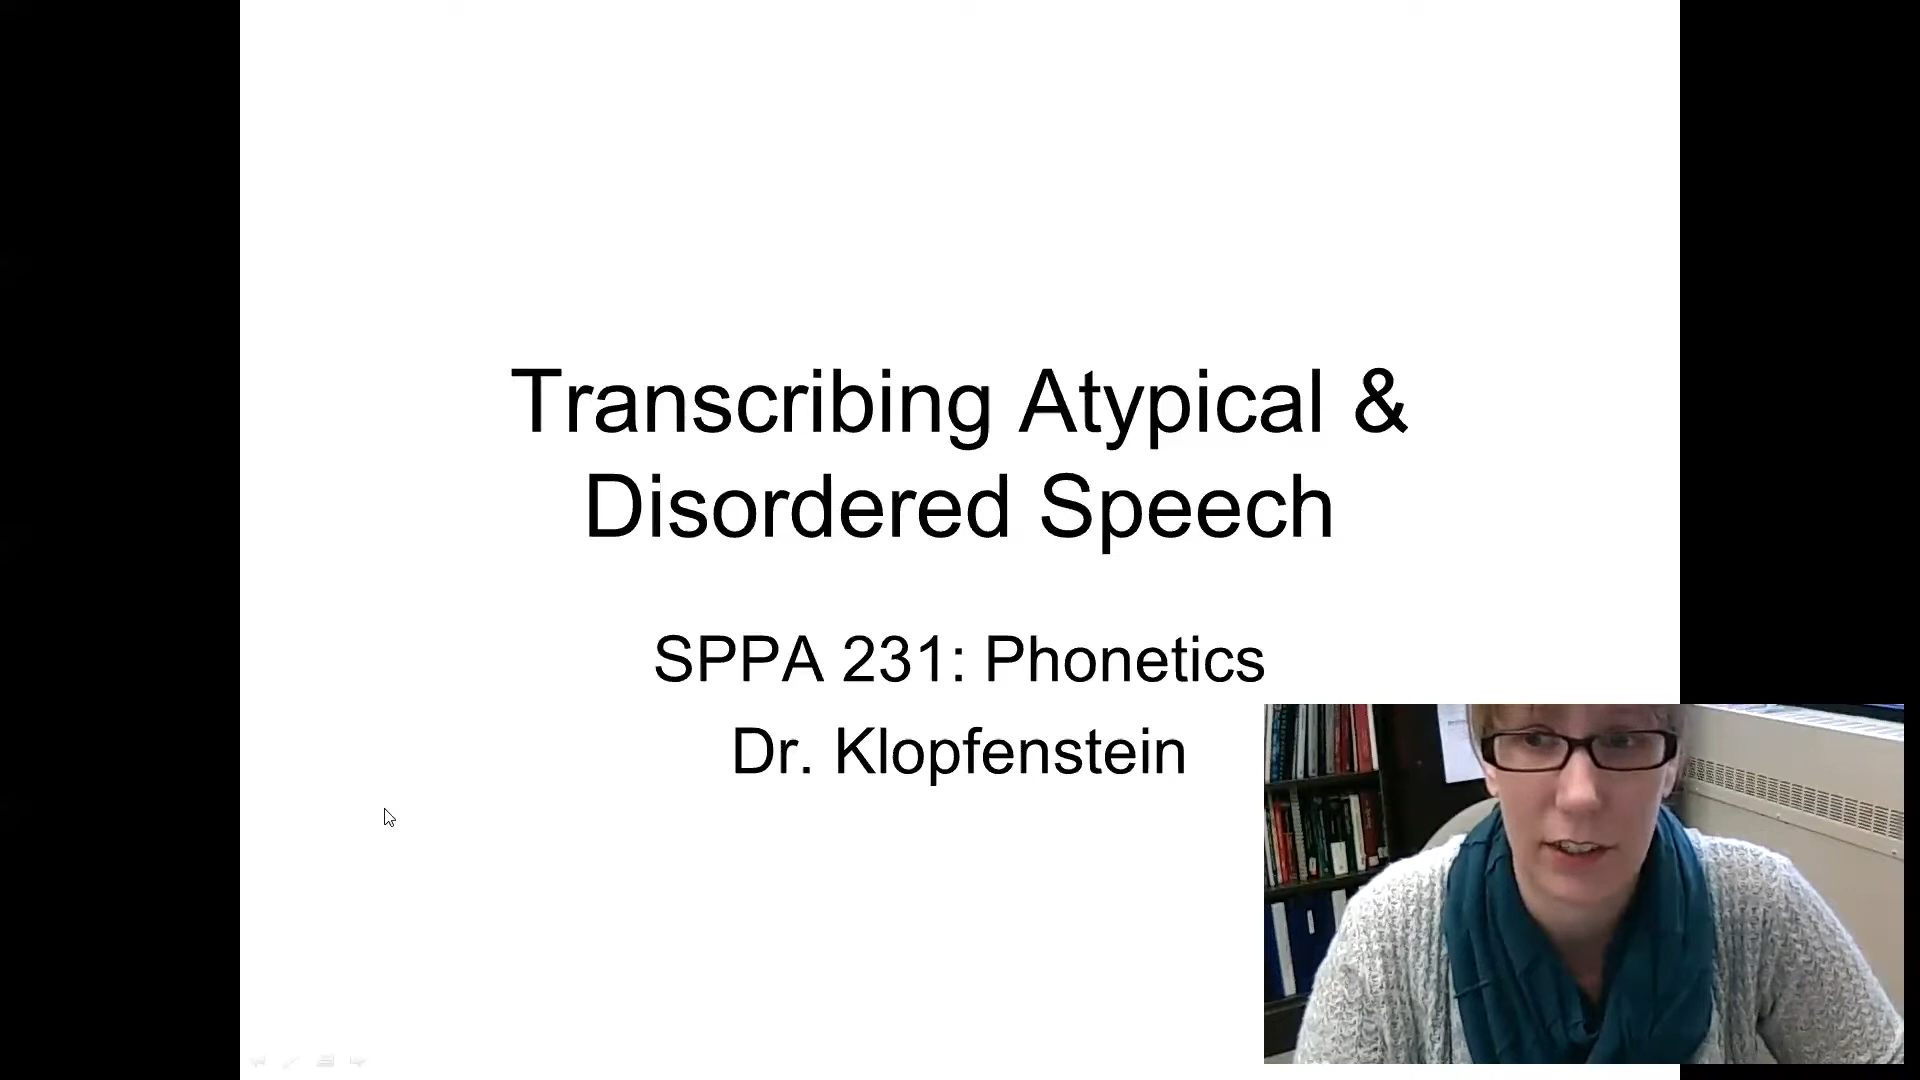 Transcribing Atypical &
Disordered Speech
SPPA 231: Phonetics
Dr. Klopfenstein